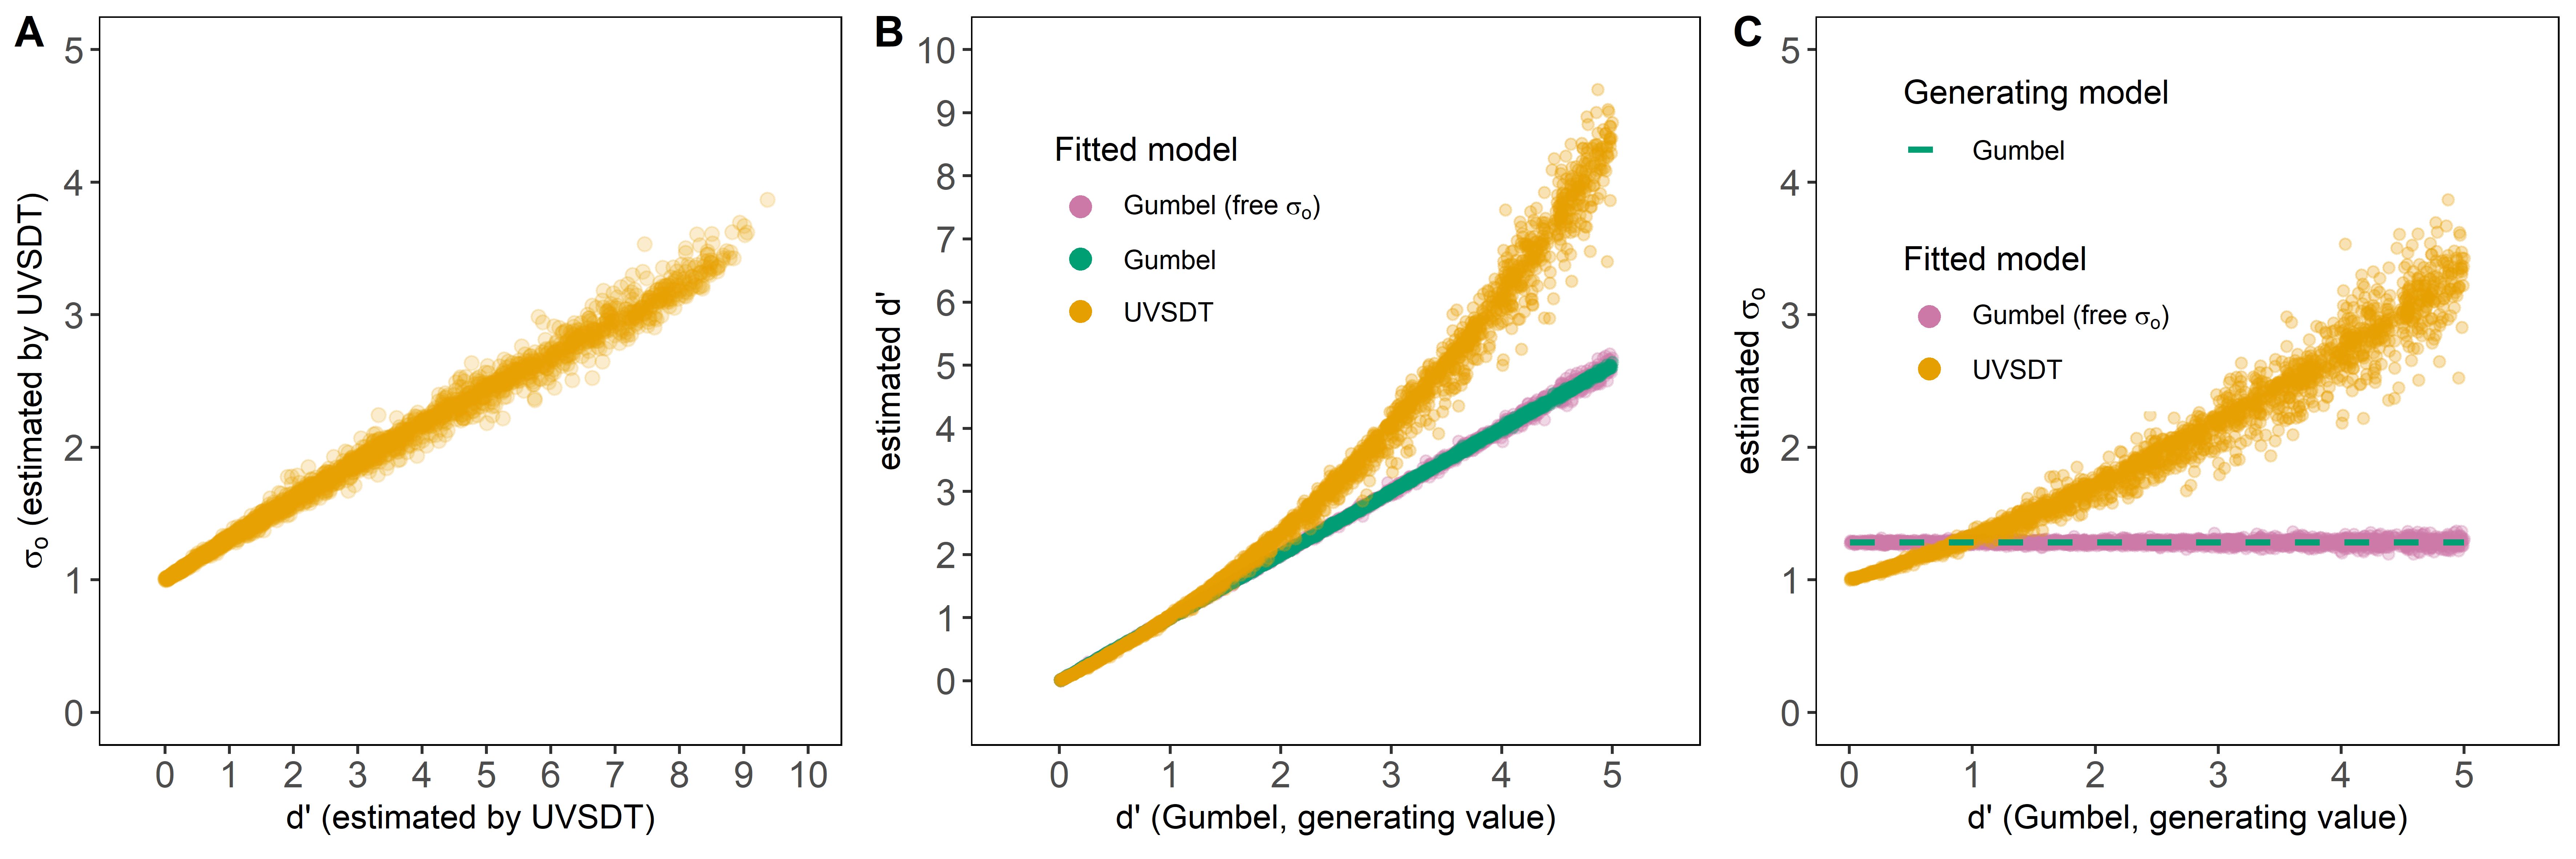 A
5
4
3
2
1
0
σo (estimated by UVSDT)
0 1 2 3 4 5 6 7 8 9 10
d' (estimated by UVSDT)
B
10
9
8
7
6
5
4
3
2
1
0
estimated d'
Fitted model
Gumbel (free σo)
Gumbel
UVSDT
0 1 2 3 4 5
d' (Gumbel, generating value)
C
5
4
3
2
1
0
estimated σo
Generating model
Gumbel
Fitted model
Gumbel (free σo)
UVSDT
0 1 2 3 4 5
d' (Gumbel, generating value)